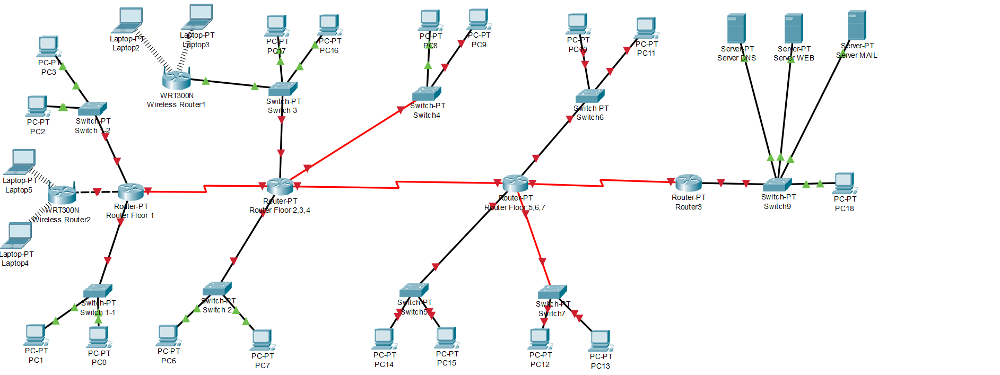 Laptop-PT
Laptop2
Laptop-PT
Laptop3
PC-PT
PC17
PC-PT
PC16
PC-PT
PC8
PC-PT
PC9
PC-PT
PC10
PC-PT
PC11
Server-PT
Server DNS
Server-PT
Server WEB
Server-PT
Server MAIL
PC-PT
PC3
WRT300N
Wireless Router1
Switch-PT
Switch 3
Switch-PT
Switch4
Switch-PT
Switch6
PC-PT
PC2
Switch-PT
Switch 1-2
Laptop-PT
Laptop5
WRT300N
Wireless Router2
Router-PT
Router Floor 1
Router-PT
Router Floor 2,3,4
Router-PT
Router Floor 5,6,7
Router-PT
Router3
Switch-PT
Switch9
PC-PT
PC18
Laptop-PT
Laptop4
Switch-PT
Switch 1-1
Switch-PT
Switch 2
Switch-PT
Switch5
Switch-PT
Switch7
PC-PT
PC1
PC-PT
PC0
PC-PT
PC6
PC-PT
PC7
PC-PT
PC14
PC-PT
PC15
PC-PT
PC12
PC-PT
PC13